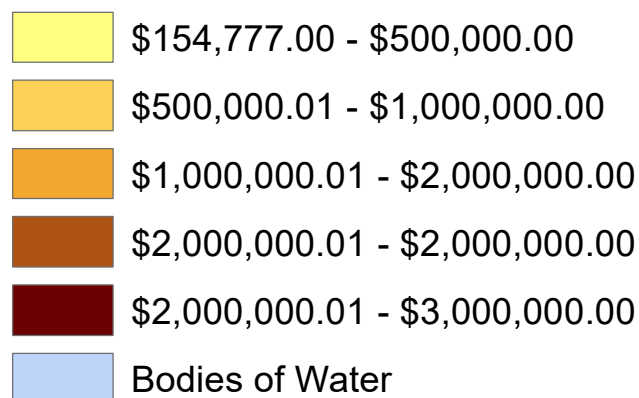 $154,777.00 - $500,000.00
$500,000.01 - $1,000,000.00
$1,000,000.01 - $2,000,000.00
$2,000,000.01 - $2,000,000.00
$2,000,000.01 - $3,000,000.00
Bodies of Water